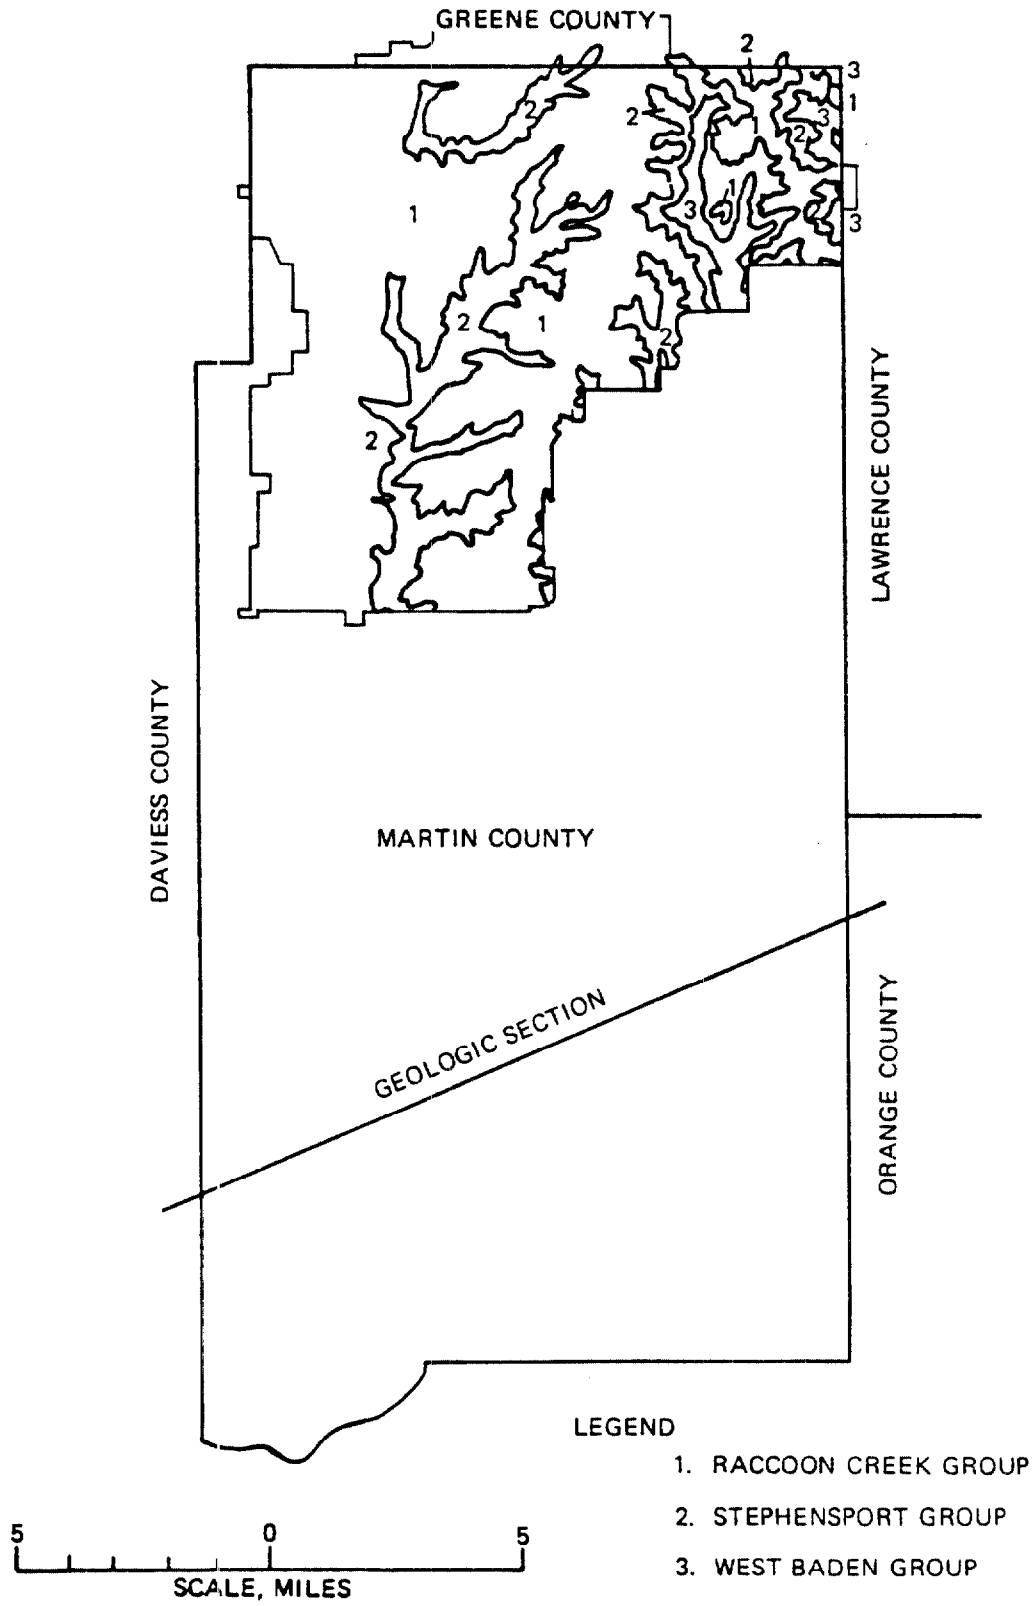 GREENE COUNTY
2
3
2
1
2
1
3
2
1
1
3
3
2
1
2
2
LAWRENCE COUNTY
DAVIESS COUNTY
MARTIN COUNTY
GEOLOGIC SECTION
ORANGE COUNTY
LEGEND
1. RACCOON CREEK GROUP
2. STEPHENSPORT GROUP
3. WEST BADEN GROUP
5 0 5
SCALE, MILES